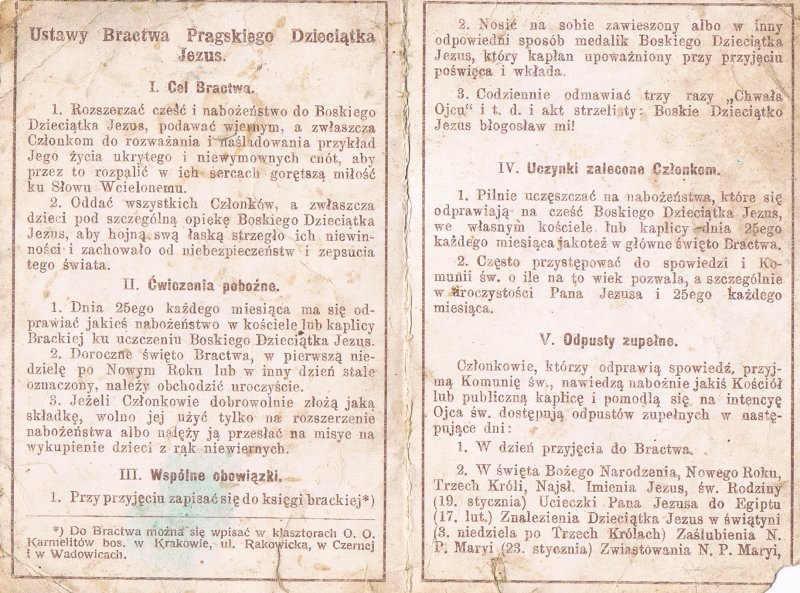 Ustawy Bractwa Pragskiego Dzieciątka
Jezus.
I. Cel Bractwa.
1. Rozszerzać cześć i nabożeństwo do Boskiego
Dzieciątka Jezus, podawać wiernym, a zwłaszcza
Członkom do rozważania i naśladowania przykład
Jego życia ukrytego i niewymownych cnót, aby
przez to rozpalić w ich sercach gorętszą miłość
ku Słowu Wcielonemu.
2. Oddać wszystkich Członków, a zwłaszcza
dzieci pod szczególną opiekę Boskiego Dzieciątka
Jezus, aby hojną swą łaską strzegło ich niewin-
ności i zachowało od niebezpieczeństw i zepsucia
tego świata.
II. Ćwiczenia pobożne.
1. Dnia 25ego każdego miesiąca ma się od-
prawiać jakieś nabożeństwo w kościele lub kaplicy
Brackiej ku uczczeniu Boskiego Dzieciątka Jezus.
2. Doroczne święto Bractwa, w pierwszą nie-
dzielę po Nowym Roku lub w inny dzień stale
oznaczony, należy obchodzić uroczyście.
3. Jeżeli Członkowie dobrowolnie złożą jaką
składkę, wolno jej użyć tylko na rozszerzenie
nabożeństwa albo należy ją przesłać na misye na
wykupienie dzieci z rąk niewiernych.
III. Wspólne obowiązki.
1. Przy przyjęciu zapisać się do księgi brackiej*)
*) Do Bractwa można się wpisać w klasztorach O. O.
Karmelitów bos. w Krakowie, ul. Rakowicka, w Czernej
i w Wadowicach.
2. Nosić na sobie zawieszony albo w inny
odpowiedni sposób medalik Boskiego Dzieciątka
Jezus, który kapłan upoważniony przy przyjęciu
poświęca i wkłada.
3. Codziennie odmawiać trzy razy „Chwała
Ojcu" i t. d. i akt strzelisty: Boskie Dzieciątko
Jezus błogosław mi!
IV. Uczynki zalecone Członkom.
1. Pilnie uczęszczać na nabożeństwa, które się
odprawiają na cześć Boskiego Dzieciątka Jezus,
we własnym kościele lub kaplicy dnia 25ego
każdego miesiąca jakoteż w główne święto Bractwa.
2. Często przystępować do spowiedzi i Ko-
munii św. o ile na to wiek pozwala, a szczególnie
w uroczystości Pana Jezusa i 25ego każdego
miesiąca.
V. Odpusty zupełne.
Członkowie, którzy odprawią spowiedź, przyj-
mą Komunię św., nawiedzą nabożnie jakiś Kościół
lub publiczną kaplicę i pomodlą się na intencyę
Ojca św. dostępują odpustów zupełnych w nastę-
pujące dni:
1. W dzień przyjęcia do Bractwa.
2. W święta Bożego Narodzenia, Nowego Roku,
Trzech Króli, Najsł. Imienia Jezus, św. Rodziny
(19. stycznia) Ucieczki Pana Jezusa do Egiptu
(17. lut.) Znalezienia Dzieciątka Jezus w świątyni
(3. niedziela po Trzech Królach) Zaślubienia N.
P. Maryi (23. stycznia) Zwiastowania N. P. Maryi,